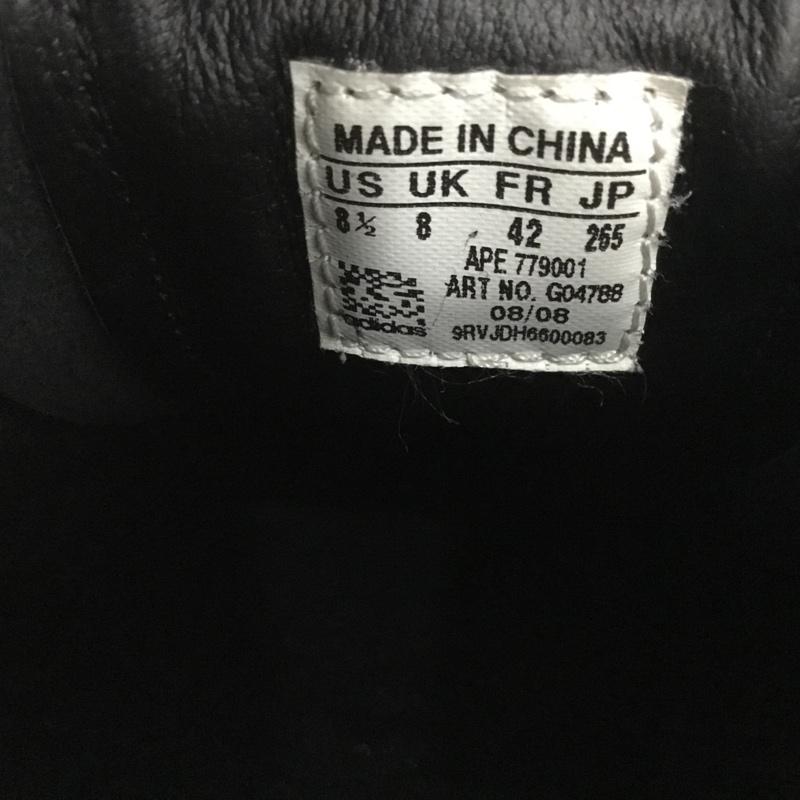 MADE IN CHINA
US UK FR JP
8½ 8 42 265
APE 779001
ART NO. G04788
08/08
adidas
9RVJDH6600083